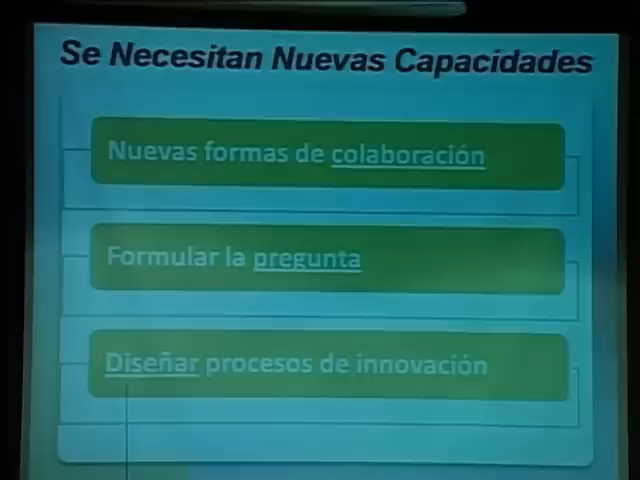 Se Necesitan Nuevas Capacidades
Nuevas formas de colaboración
Formular la pregunta
Diseñar procesos de innovación